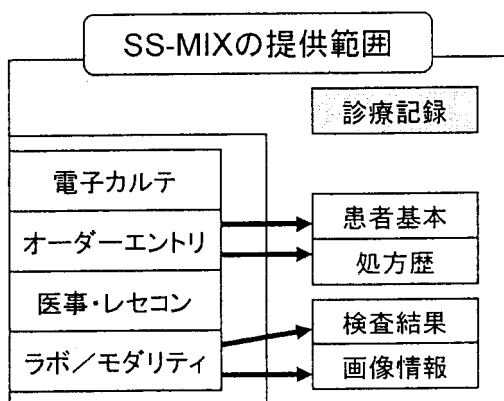 SS-MIXの提供範囲
診療記録
電子カルテ
オーダーエントリ
医事・レセコン
ラボ／モダリティ
患者基本
処方歴
検査結果
画像情報